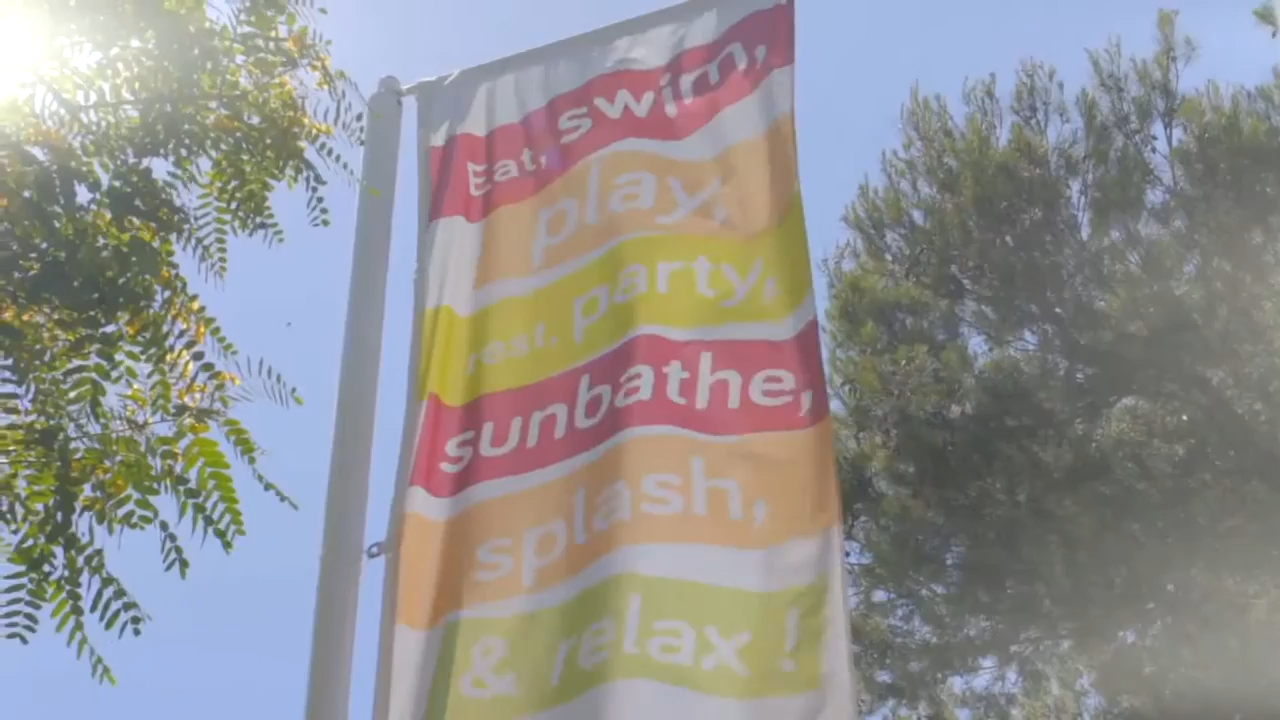 Eat, swim,
play,
rest, party,
sunbathe,
splash,
& relax !